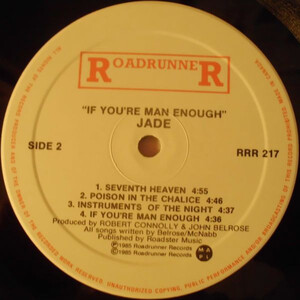 ROADRUNNER
"IF YOU'RE MAN ENOUGH"
JADE
SIDE 2
RRR 217
1. SEVENTH HEAVEN 4:55
2. POISON IN THE CHALICE 4:46
3. INSTRUMENTS OF THE NIGHT 4:37
4. IF YOU'RE MAN ENOUGH 4:36
Produced by ROBERT CONNOLLY & JOHN BELROSE
All songs written by Belrose/McNabb
Published by Roadster Music
1985 Roadrunner Records
1985 Roadrunner Records